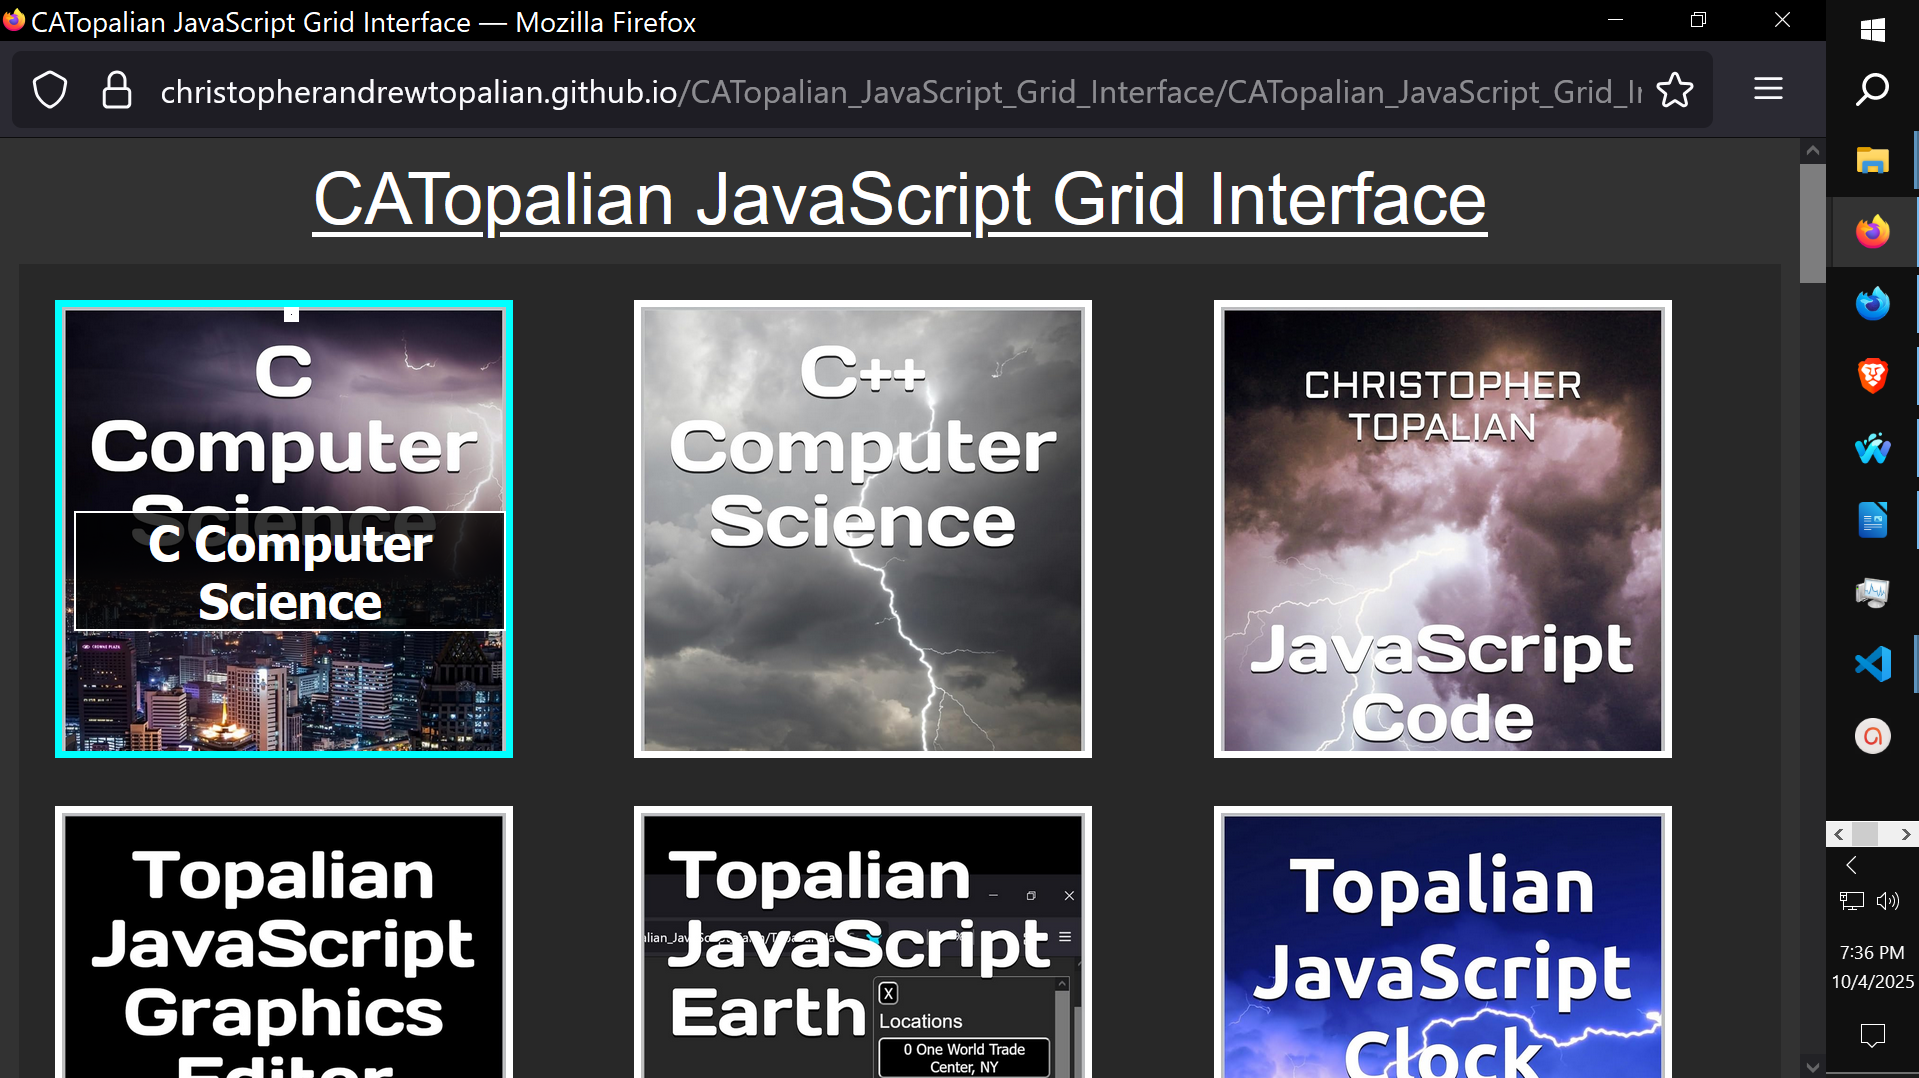 CATopalian JavaScript Grid Interface — Mozilla Firefox
christopherandrewtopalian.github.io/CATopalian_JavaScript_Grid_Interface/CATopalian_JavaScript_Grid_I
CATopalian JavaScript Grid Interface
C
Computer
Science
C Computer
Science
CROWNE PLAZA
C++
Computer
Science
CHRISTOPHER
TOPALIAN
JavaScript
Code
Topalian
JavaScript
Graphics
Editor
Topalian
JavaScript
Earth
X
Locations
0 One World Trade
Center, NY
Topalian
JavaScript
Clock
7:36 PM
10/4/2025